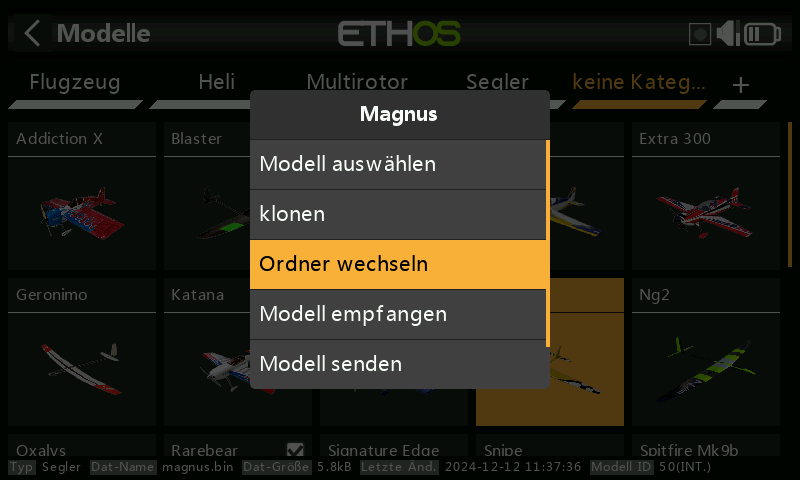 Modelle
ETHOS
Flugzeug Heli Multirotor Segler keine Kateg... +
Addiction X Blaster Extra 300
Magnus
Modell auswählen
klonen
Ordner wechseln
Modell empfangen
Modell senden
Geronimo Katana Ng2
Oxalys Rarebear Signature Edge Snipe Spitfire Mk9b
Typ Segler Dat-Name magnus.bin Dat-Größe 5.8kB Letzte Änd. 2024-12-12 11:37:36 Modell ID 50(INT.)